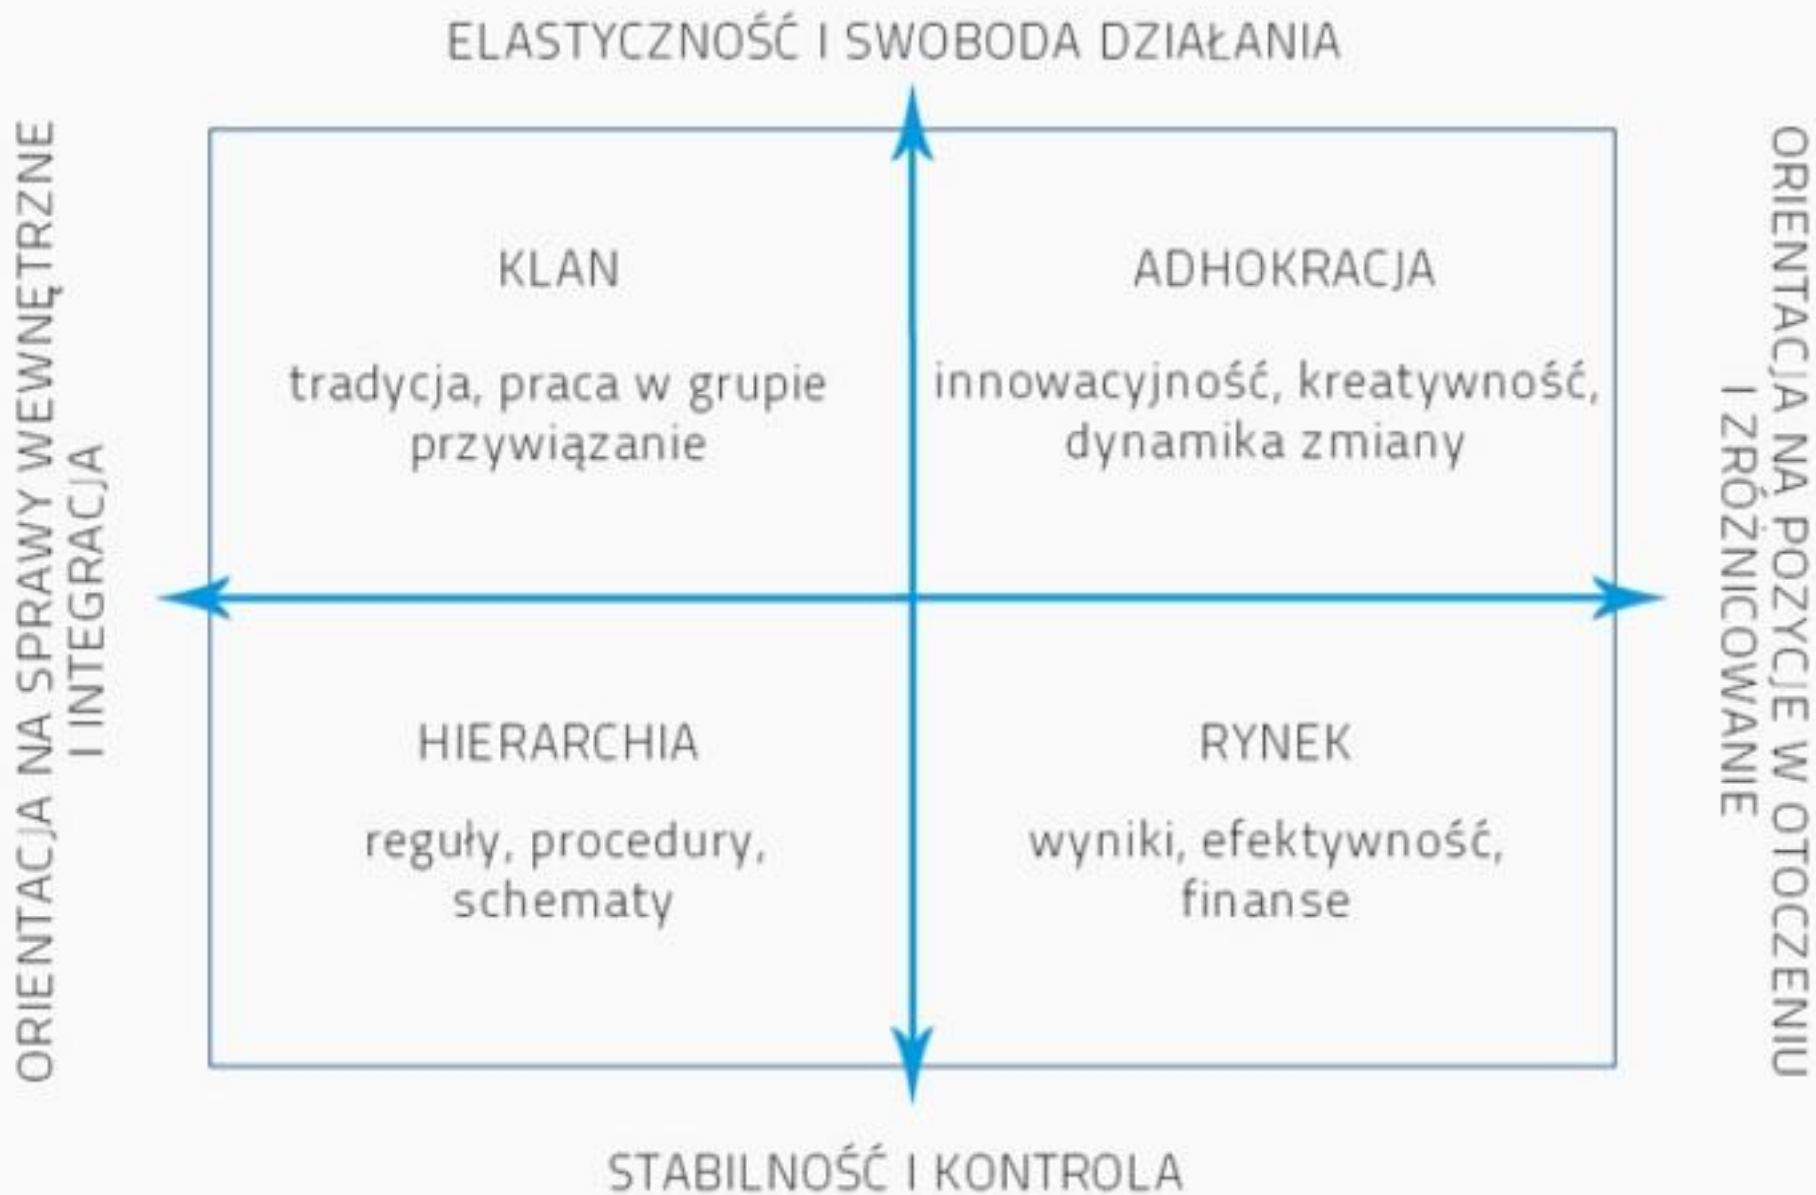 ELASTYCZNOŚĆ I SWOBODA DZIAŁANIA
ORIENTACJA NA SPRAWY WEWNĘTRZNE
I INTEGRACJA
KLAN
tradycja, praca w grupie
przywiązanie
ADHOKRACJA
innowacyjność, kreatywność,
dynamika zmiany
HIERARCHIA
reguły, procedury,
schematy
RYNEK
wyniki, efektywność,
finanse
ORIENTACJA NA POZYCJE W OTOCZENIU
I ZRÓŻNICOWANIE
STABILNOŚĆ I KONTROLA